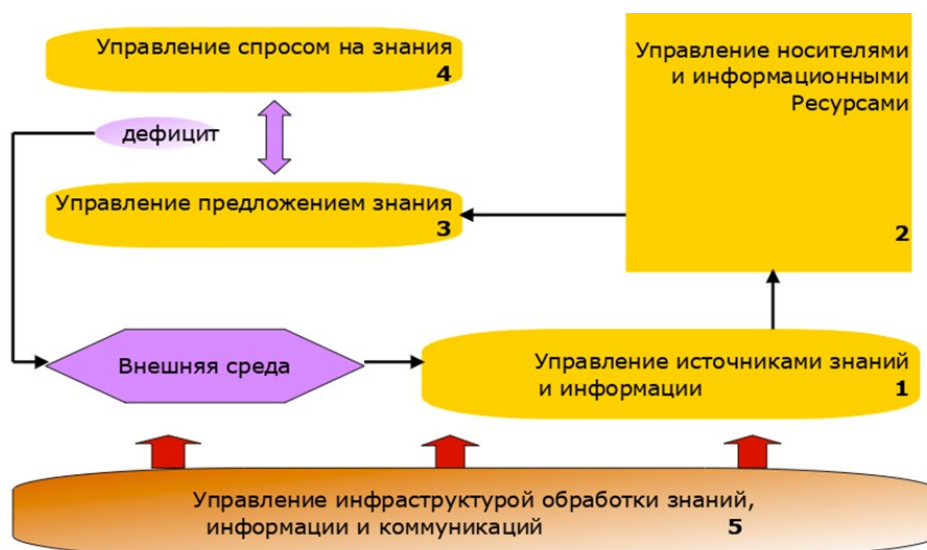 Управление спросом на знания
4
Управление носителями
и информационными
Ресурсами
2
дефицит
Управление предложением знания
3
Внешняя среда
Управление источниками знаний
и информации 1
Управление инфраструктурой обработки знаний,
информации и коммуникаций 5